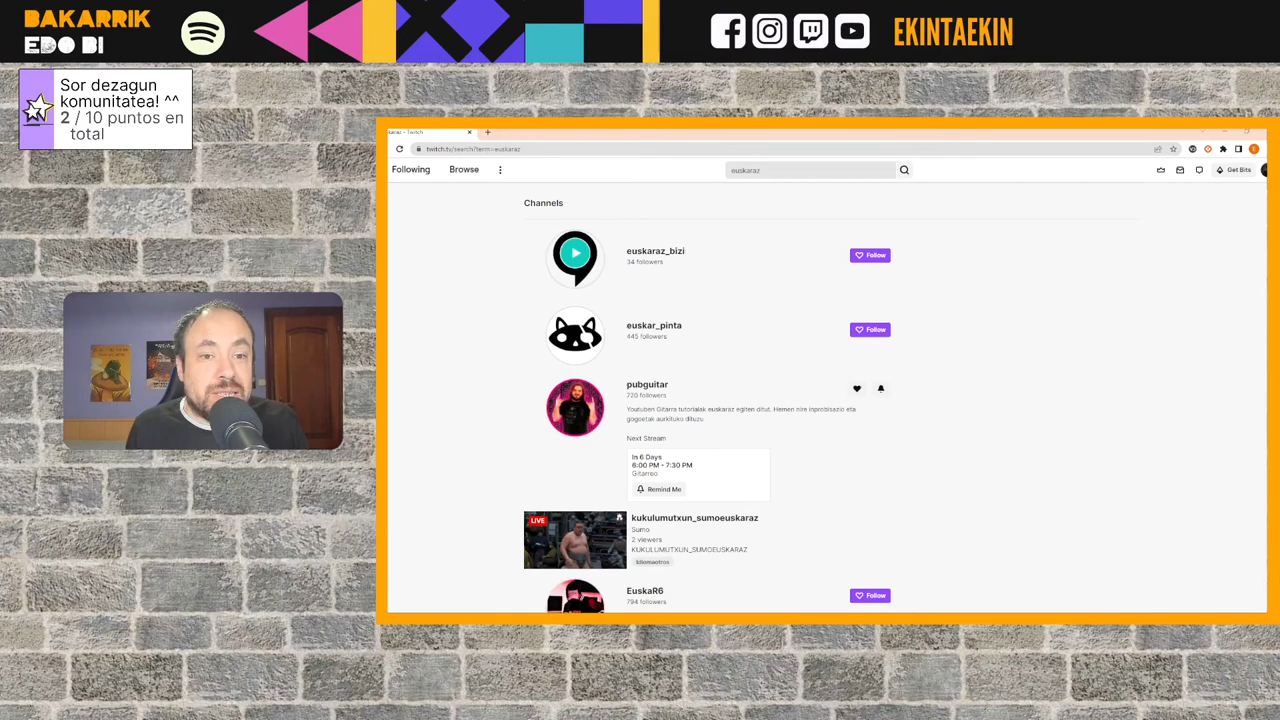 BAKARRIK
EDO BI
EKINTAEKIN
Sor dezagun
komunitatea! ^^
2 / 10 puntos en
total
karaz - Twitch
twitch.tv/search?term=euskaraz
Following
Browse
euskaraz
Get Bits
Channels
euskaraz_bizi
34 followers
Follow
euskar_pinta
445 followers
Follow
pubguitar
720 followers
Youtuben Gitarra tutorialak euskaraz egiten ditut. Hemen nire inprobisazio eta
gogoetak aurkituko dituzu
Next Stream
In 6 Days
6:00 PM - 7:30 PM
Gitarreo
Remind Me
LIVE
kukulumutxun_sumoeuskaraz
Sumo
2 viewers
KUKULUMUTXUN_SUMOEUSKARAZ
EuskaR6
794 followers
Follow